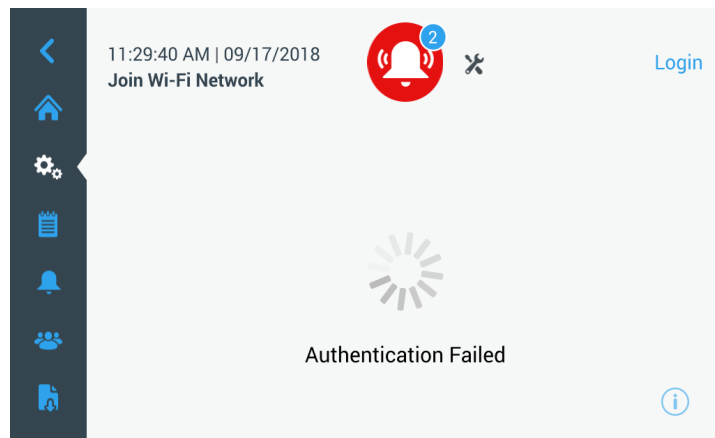 11:29:40 AM | 09/17/2018
Join Wi-Fi Network
2
Login
Authentication Failed
i